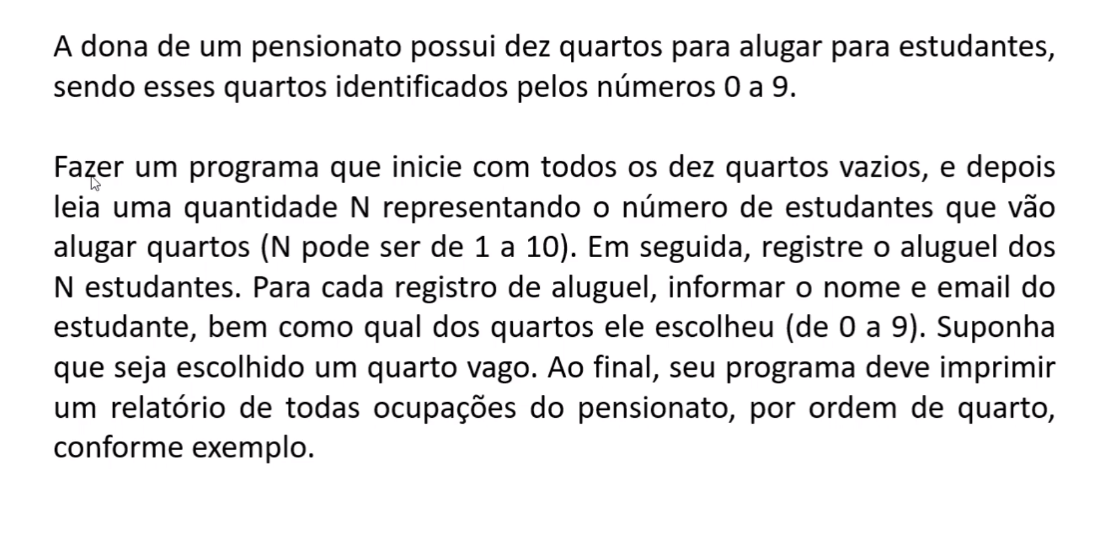 A dona de um pensionato possui dez quartos para alugar para estudantes,
sendo esses quartos identificados pelos números 0 a 9.
Fazer um programa que inicie com todos os dez quartos vazios, e depois
leia uma quantidade N representando o número de estudantes que vão
alugar quartos (N pode ser de 1 a 10). Em seguida, registre o aluguel dos
N estudantes. Para cada registro de aluguel, informar o nome e email do
estudante, bem como qual dos quartos ele escolheu (de 0 a 9). Suponha
que seja escolhido um quarto vago. Ao final, seu programa deve imprimir
um relatório de todas ocupações do pensionato, por ordem de quarto,
conforme exemplo.